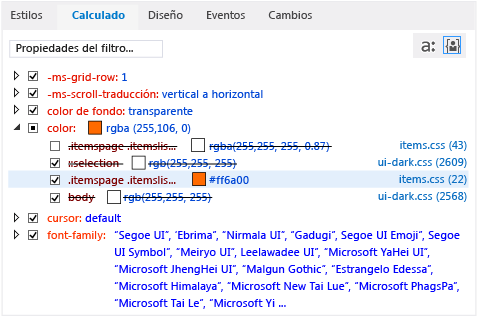 Estilos Calculado Diseño Eventos Cambios
Propiedades del filtro... a:
-ms-grid-row: 1
-ms-scroll-traducción: vertical a horizontal
color de fondo: transparente
color: rgba (255,106, 0)
.itemspage .itemslis... rgba(255,255, 255, 0.87) items.css (43)
::selection rgb(255,255, 255) ui-dark.css (2609)
.itemspage .itemslis... #ff6a00 items.css (22)
body rgb(255,255, 255) ui-dark.css (2568)
cursor: default
font-family: “Segoe UI”, ‘Ebrima”, “Nirmala UI”, “Gadugi”, Segoe UI Emoji”, Segoe
UI Symbol”, “Meiryo UI”, Leelawadee UI”, “Microsoft YaHei UI”,
“Microsoft JhengHei UI”, “Malgun Gothic”, “Estrangelo Edessa”,
“Microsoft Himalaya”, “Microsoft New Tai Lue”, “Microsoft PhagsPa”,
“Microsoft Tai Le”, “Microsoft Yi ...